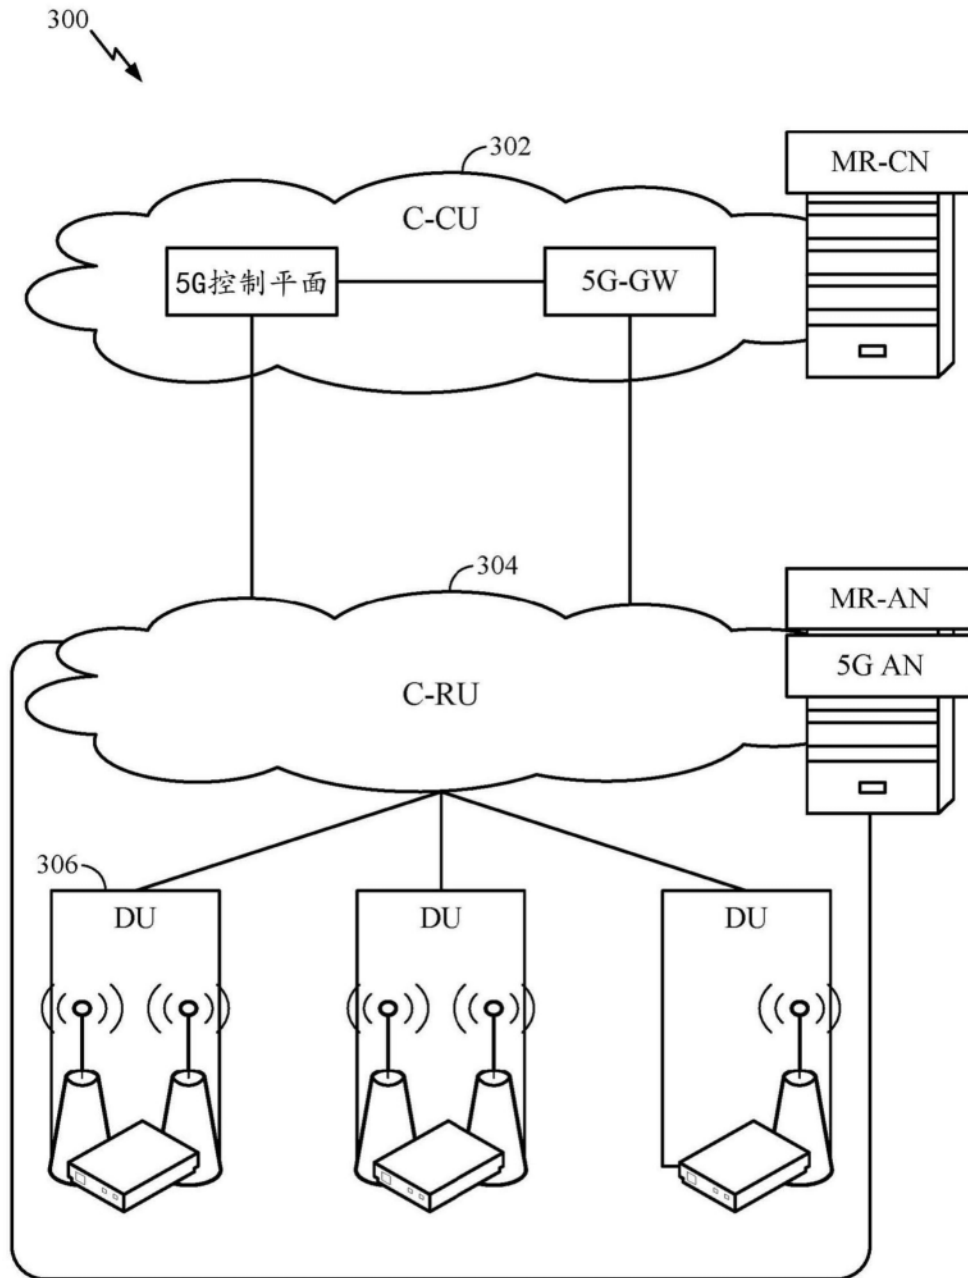 300
302
MR-CN
C-CU
5G控制平面
5G-GW
304
MR-AN
5G AN
C-RU
306
DU
DU
DU